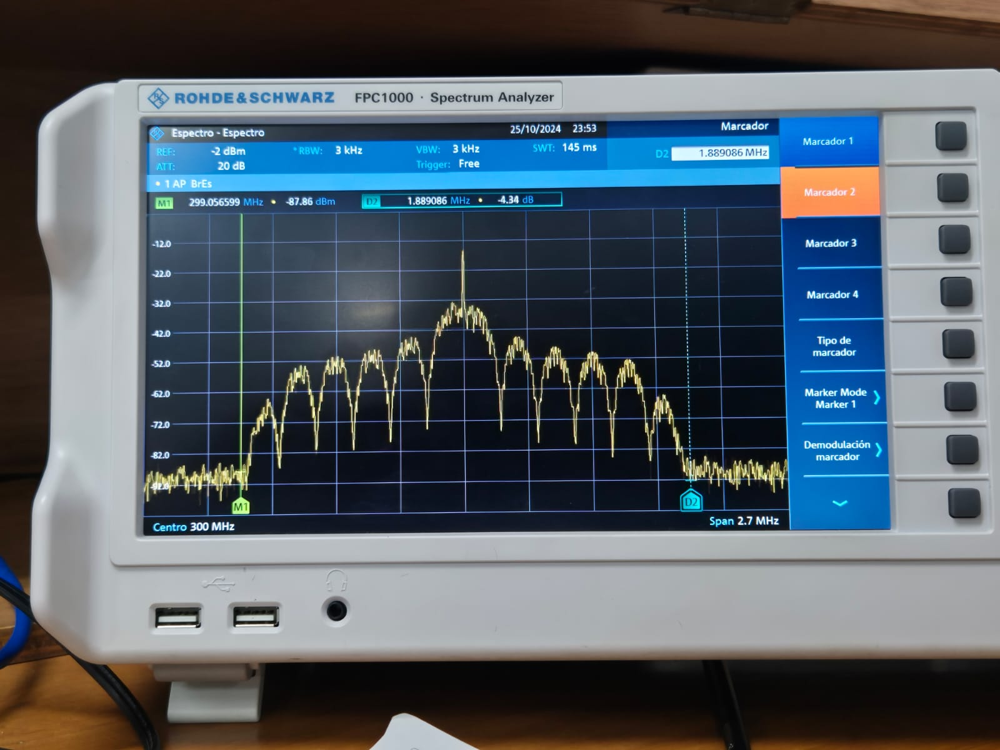 ROHDE&SCHWARZ FPC1000 · Spectrum Analyzer
Espectro - Espectro 25/10/2024 23:53 Marcador
REF: -2 dBm * RBW: 3 kHz VBW: 3 kHz SWT: 145 ms D2 1.889086 MHz
ATT: 20 dB Trigger: Free
• 1 AP BrEs
M1 299.056599 MHz • -87.86 dBm D2 1.889086 MHz • -4.34 dB
-12.0
-22.0
-32.0
-42.0
-52.0
-62.0
-72.0
-82.0
-92.0
M1 D2
Centro 300 MHz Span 2.7 MHz
Marcador 1
Marcador 2
Marcador 3
Marcador 4
Tipo de
marcador
Marker Mode
Marker 1
Demodulación
marcador